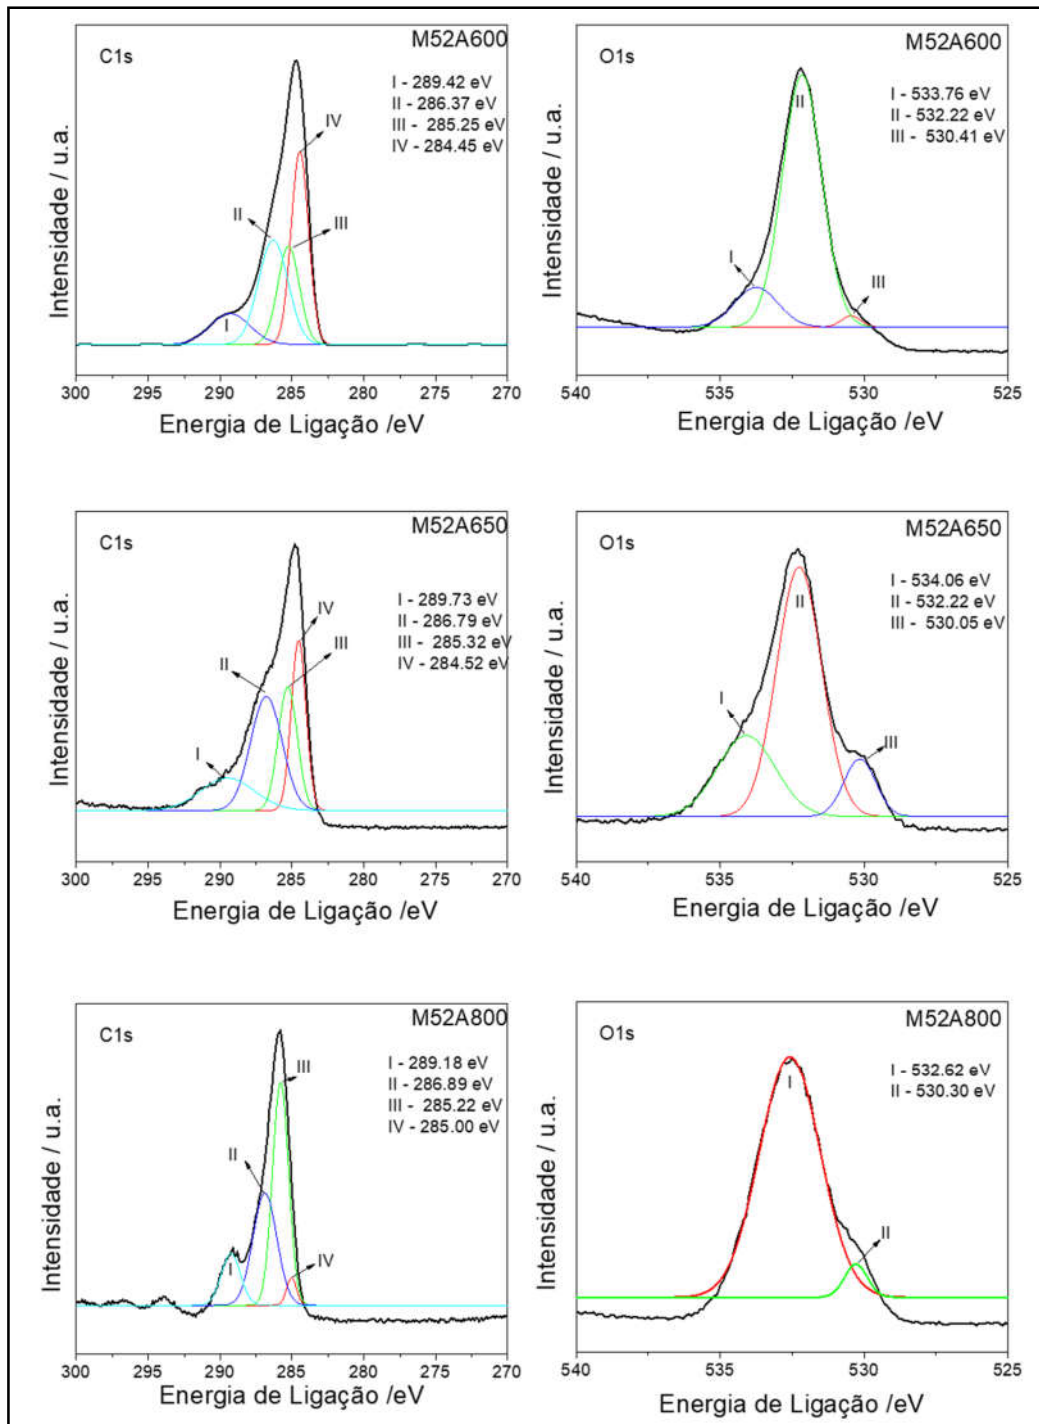 C1s
M52A600
I - 289.42 eV
II - 286.37 eV
III - 285.25 eV
IV - 284.45 eV
IV
II
III
I
Intensidade / u.a.
300 295 290 285 280 275 270
Energia de Ligação /eV
O1s
M52A600
I - 533.76 eV
II - 532.22 eV
III - 530.41 eV
II
I
III
Intensidade / u.a.
540 535 530 525
Energia de Ligação /eV
C1s
M52A650
I - 289.73 eV
II - 286.79 eV
III - 285.32 eV
IV - 284.52 eV
IV
II
III
I
Intensidade / u.a.
300 295 290 285 280 275 270
Energia de Ligação /eV
O1s
M52A650
I - 534.06 eV
II - 532.22 eV
III - 530.05 eV
II
I
III
Intensidade / u.a.
540 535 530 525
Energia de Ligação /eV
C1s
M52A800
I - 289.18 eV
II - 286.89 eV
III - 285.22 eV
IV - 285.00 eV
III
II
I
IV
Intensidade / u.a.
300 295 290 285 280 275 270
Energia de Ligação /eV
O1s
M52A800
I - 532.62 eV
II - 530.30 eV
I
II
Intensidade / u.a.
540 535 530 525
Energia de Ligação /eV